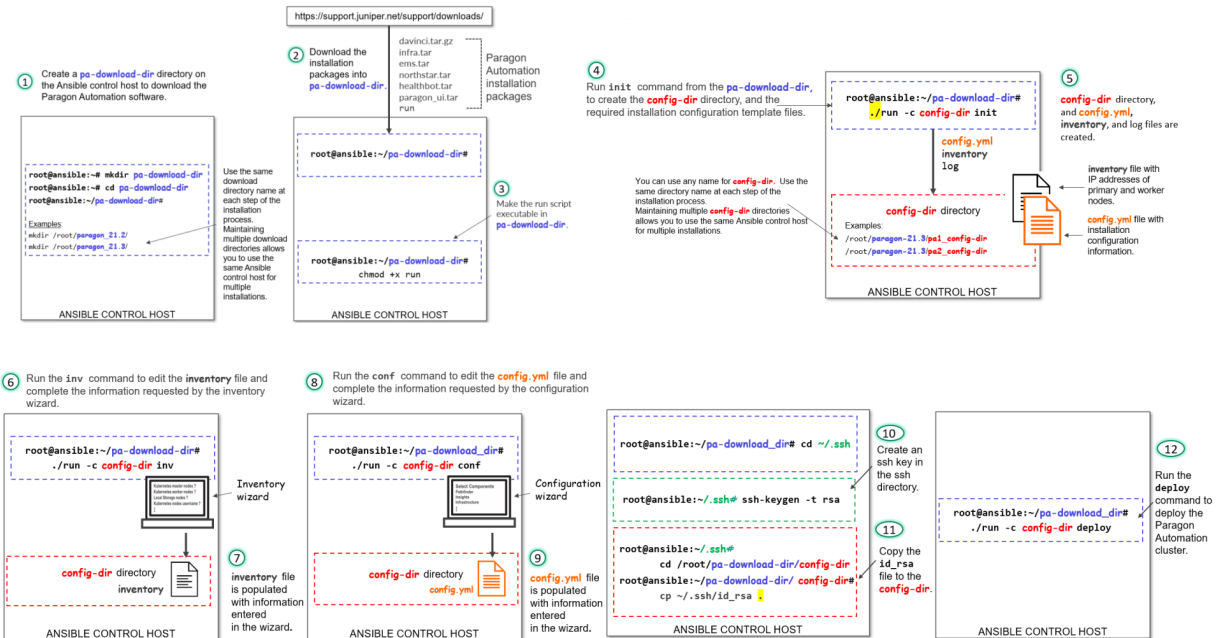 https://support.juniper.net/support/downloads/
1
Create a pa-download-dir directory on
the Ansible control host to download the
Paragon Automation software.
root@ansible:~# mkdir pa-download-dir
root@ansible:~# cd pa-download-dir
root@ansible:~/pa-download-dir#
Examples:
mkdir /root/paragon_21.2/
mkdir /root/paragon_21.3/
ANSIBLE CONTROL HOST
Use the same
download
directory name at
each step of the
installation
process.
Maintaining
multiple download
directories allows
you to use the
same Ansible
control host for
multiple
installations.
2
Download the
installation
packages into
pa-download-dir.
davinci.tar.gz
infra.tar
ems.tar
northstar.tar
healthbot.tar
paragon_ui.tar
run
Paragon
Automation
installation
packages
root@ansible:~/pa-download-dir#
3
Make the run script
executable in
pa-download-dir.
root@ansible:~/pa-download-dir#
chmod +x run
ANSIBLE CONTROL HOST
4
Run init command from the pa-download-dir,
to create the config-dir directory, and the
required installation configuration template files.
root@ansible:~/pa-download-dir#
./run -c config-dir init
config.yml
inventory
log
5
config-dir directory,
and config.yml,
inventory, and log files are
created.
You can use any name for config-dir. Use the
same directory name at each step of the
installation process.
Maintaining multiple config-dir directories
allows you to use the same Ansible control host
for multiple installations.
config-dir directory
Examples:
/root/paragon-21.3/pa1_config-dir
/root/paragon-21.3/pa2_config-dir
ANSIBLE CONTROL HOST
inventory file with
IP addresses of
primary and worker
nodes.
config.yml file with
installation
configuration
information.
6
Run the inv command to edit the inventory file and
complete the information requested by the inventory
wizard.
root@ansible:~/pa-download-dir#
./run -c config-dir inv
Kubernetes master nodes ?
Kubernetes worker nodes ?
Local Storage nodes ?
Kubernetes nodes username ?
Inventory
wizard
config-dir directory
inventory
7
inventory file
is populated
with information
entered
in the wizard.
ANSIBLE CONTROL HOST
8
Run the conf command to edit the config.yml file and
complete the information requested by the configuration
wizard.
root@ansible:~/pa-download_dir#
./run -c config-dir conf
Select Components
Pathfinder
Insights
Infrastructure
Configuration
wizard
config-dir directory
config.yml
9
config.yml file
is populated
with information
entered
in the wizard.
ANSIBLE CONTROL HOST
root@ansible:~/pa-download_dir# cd ~/.ssh
root@ansible:~/.ssh# ssh-keygen -t rsa
10
Create an
ssh key in
the ssh
directory.
root@ansible:~/.ssh#
cd /root/pa-download-dir/config-dir
root@ansible:~/pa-download-dir/ config-dir#
cp ~/.ssh/id_rsa .
11
Copy the
id_rsa
file to the
config-dir.
ANSIBLE CONTROL HOST
root@ansible:~/pa-download_dir#
./run -c config-dir deploy
12
Run the
deploy
command to
deploy the
Paragon
Automation
cluster.
ANSIBLE CONTROL HOST